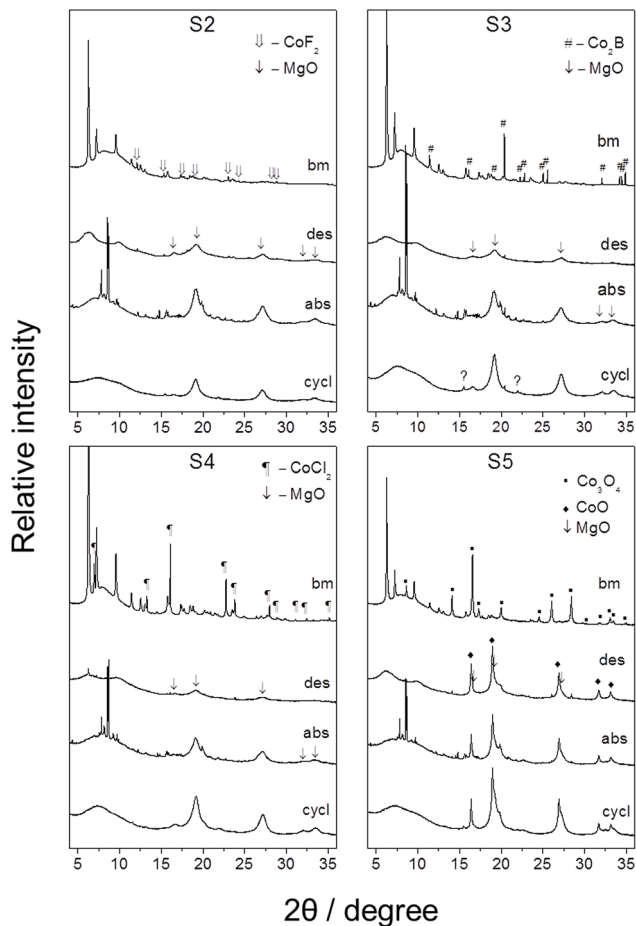 S2
⇓ – CoF2
↓ – MgO
bm
des
abs
cycl
5 10 15 20 25 30 35
S3
# – Co2B
↓ – MgO
# # # # # # # # # # # #
bm
des
abs
? ?
cycl
5 10 15 20 25 30 35
S4
¶ – CoCl2
↓ – MgO
¶ ¶ ¶ ¶ ¶ ¶ ¶ ¶ ¶ ¶
bm
des
abs
cycl
5 10 15 20 25 30 35
S5
▪ Co3O4
♦ CoO
↓ MgO
bm
des
abs
cycl
5 10 15 20 25 30 35
Relative intensity
2θ / degree